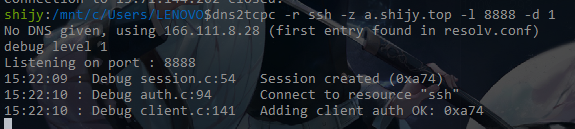 shijy:/mnt/c/Users/LENOVO$dns2tcpc -r ssh -z a.shijy.top -l 8888 -d 1
No DNS given, using 166.111.8.28 (first entry found in resolv.conf)
debug level 1
Listening on port : 8888
15:22:09 : Debug session.c:54 Session created (0xa74)
15:22:10 : Debug auth.c:94 Connect to resource "ssh"
15:22:10 : Debug client.c:141 Adding client auth OK: 0xa74